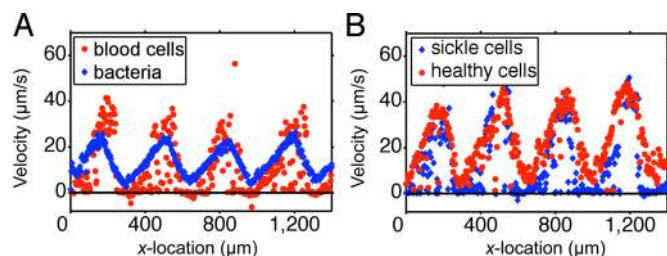 A
B
60
40
20
0
Velocity (µm/s)
blood cells
bacteria
0
400
800
1,200
x-location (µm)
60
40
20
0
Velocity (µm/s)
sickle cells
healthy cells
0
400
800
1,200
x-location (µm)